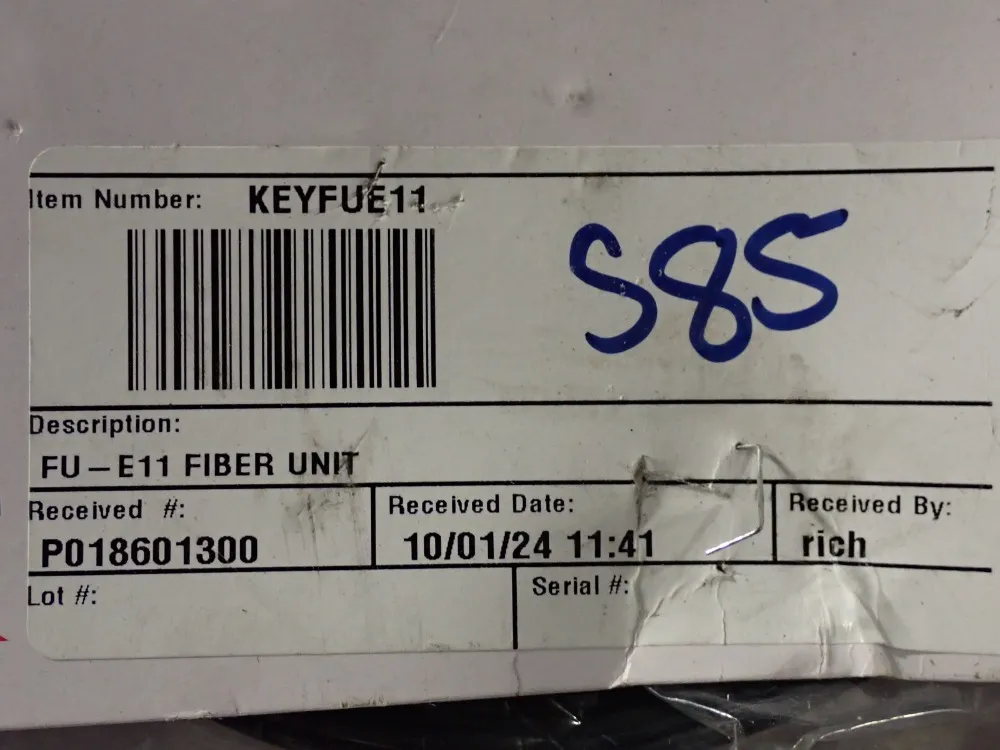 Item Number: KEYFUE11
S85
Description:
FU-E11 FIBER UNIT
Received #:
P018601300
Received Date:
10/01/24 11:41
Received By:
rich
Lot #:
Serial #: